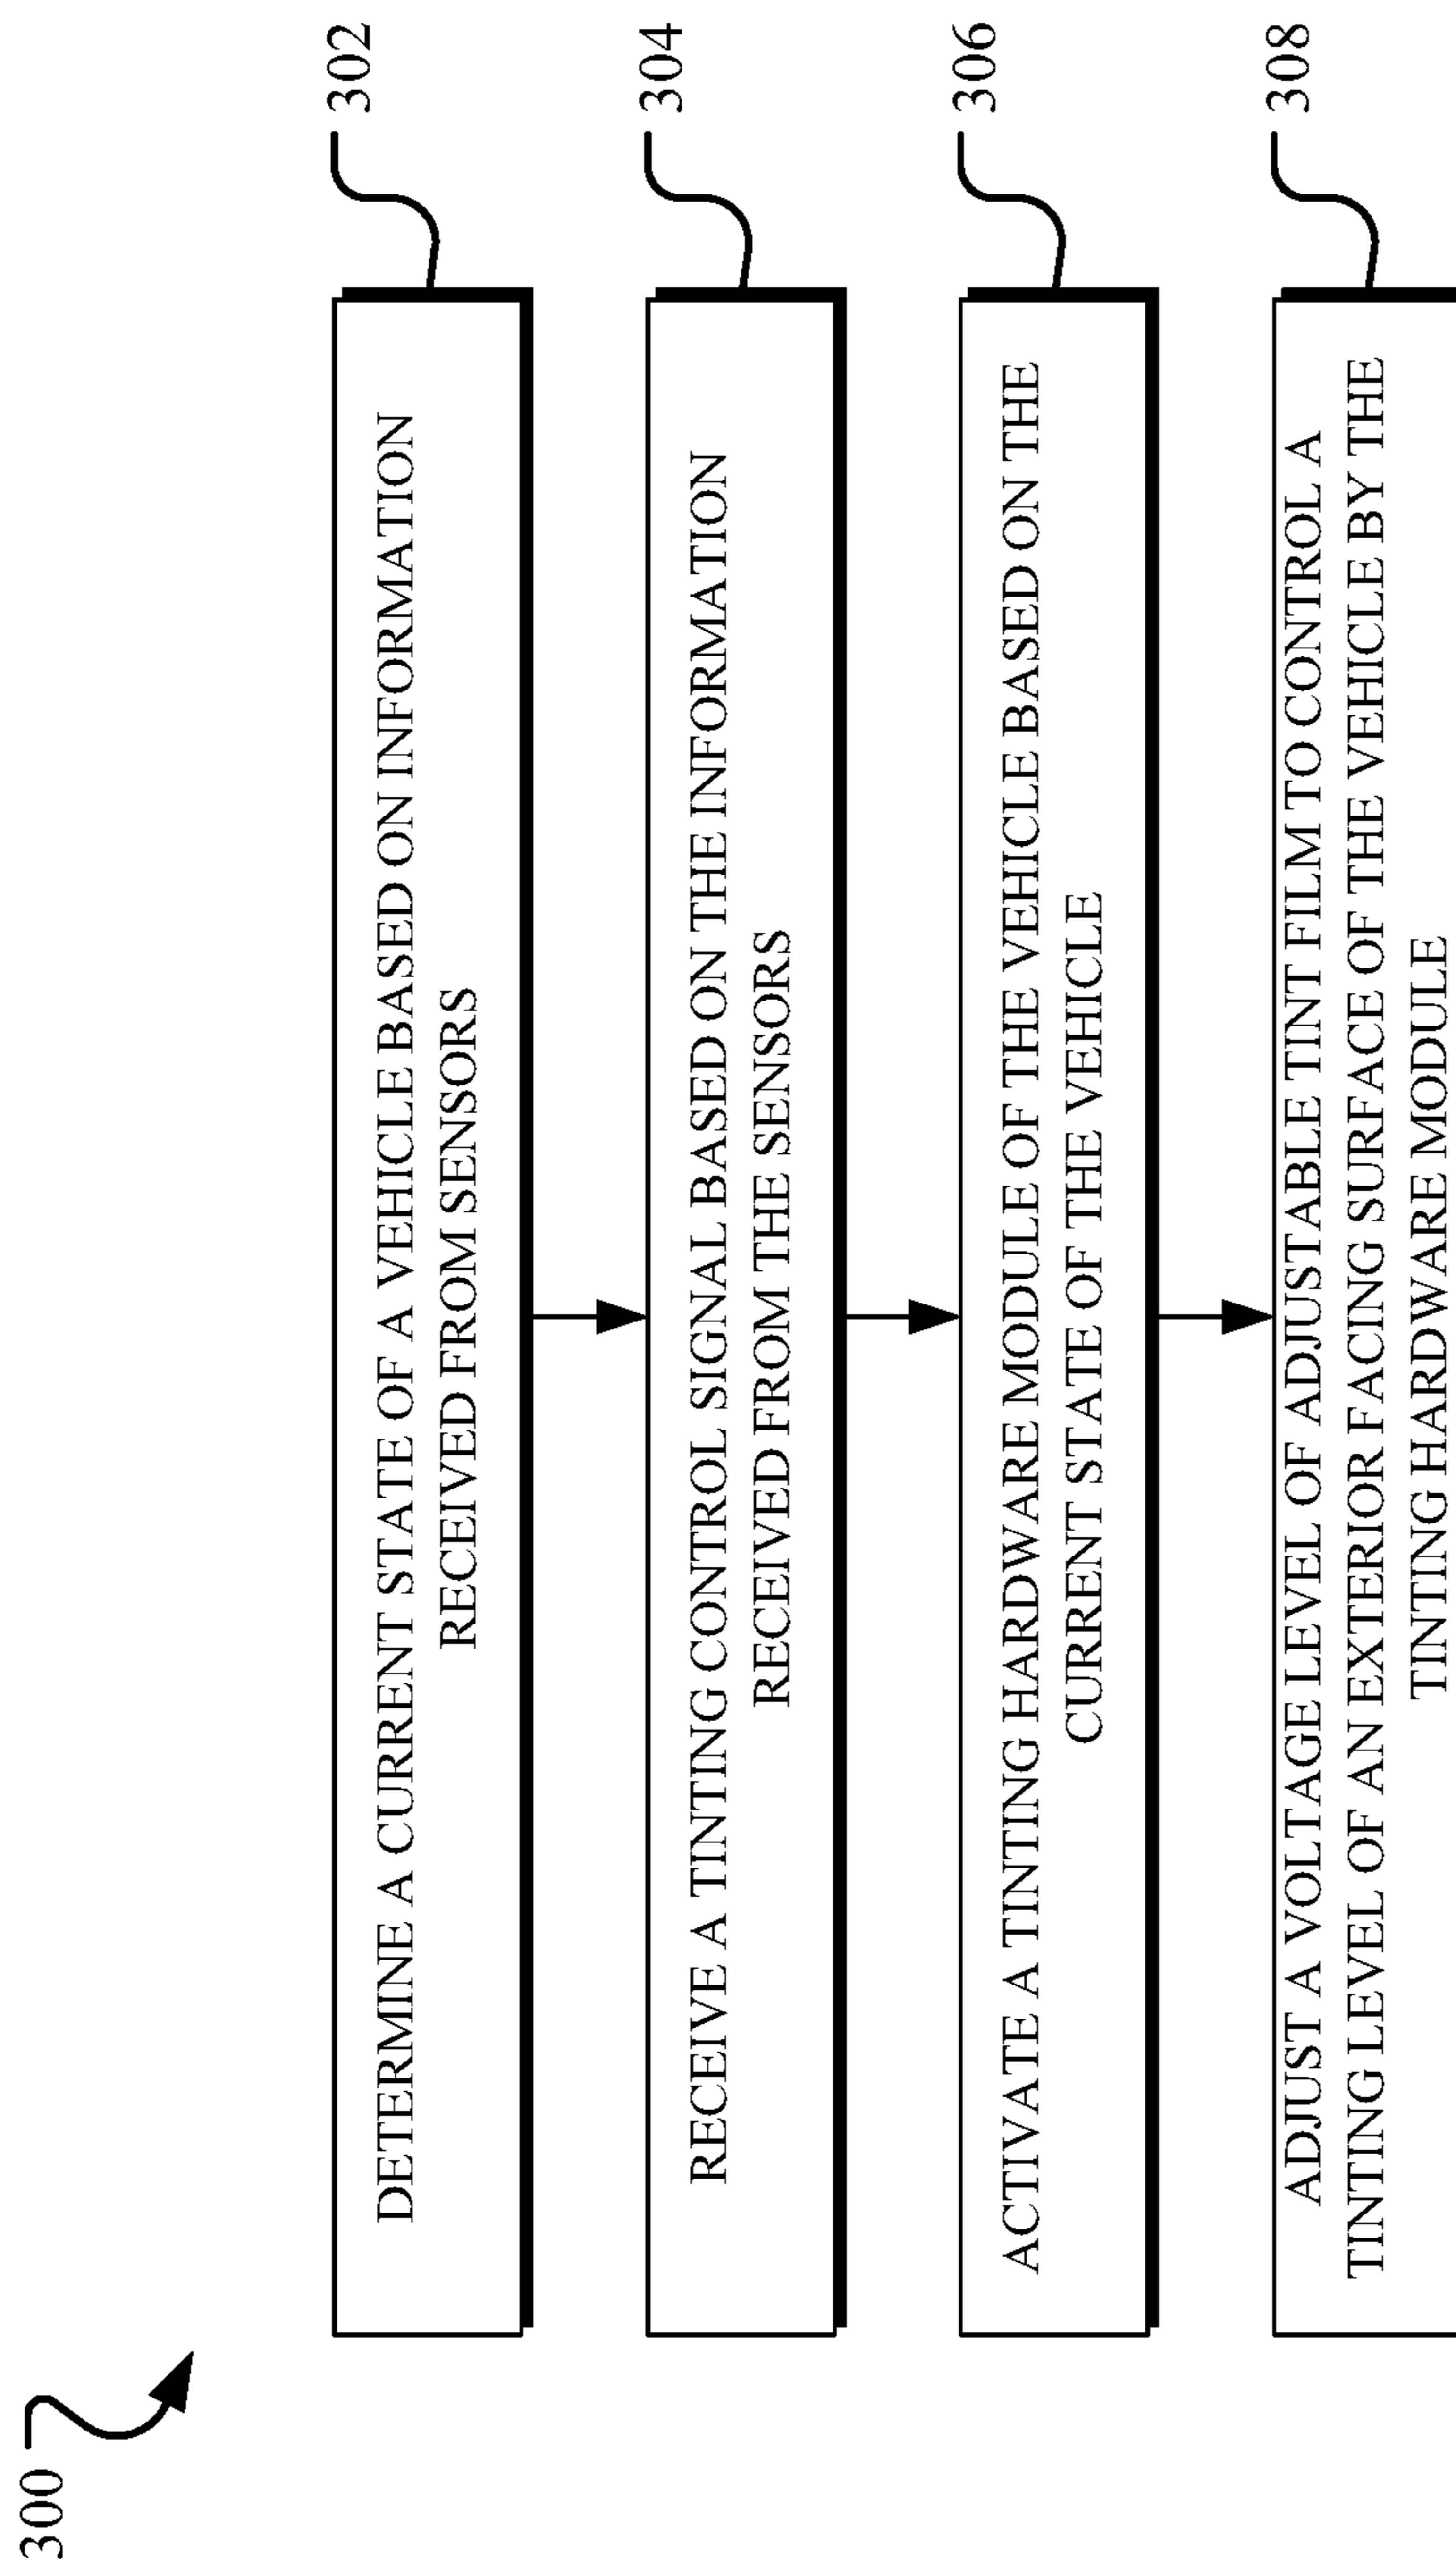 300
DETERMINE A CURRENT STATE OF A VEHICLE BASED ON INFORMATION
RECEIVED FROM SENSORS
302
RECEIVE A TINTING CONTROL SIGNAL BASED ON THE INFORMATION
RECEIVED FROM THE SENSORS
304
ACTIVATE A TINTING HARDWARE MODULE OF THE VEHICLE BASED ON THE
CURRENT STATE OF THE VEHICLE
306
ADJUST A VOLTAGE LEVEL OF ADJUSTABLE TINT FILM TO CONTROL A
TINTING LEVEL OF AN EXTERIOR FACING SURFACE OF THE VEHICLE BY THE
TINTING HARDWARE MODULE
308